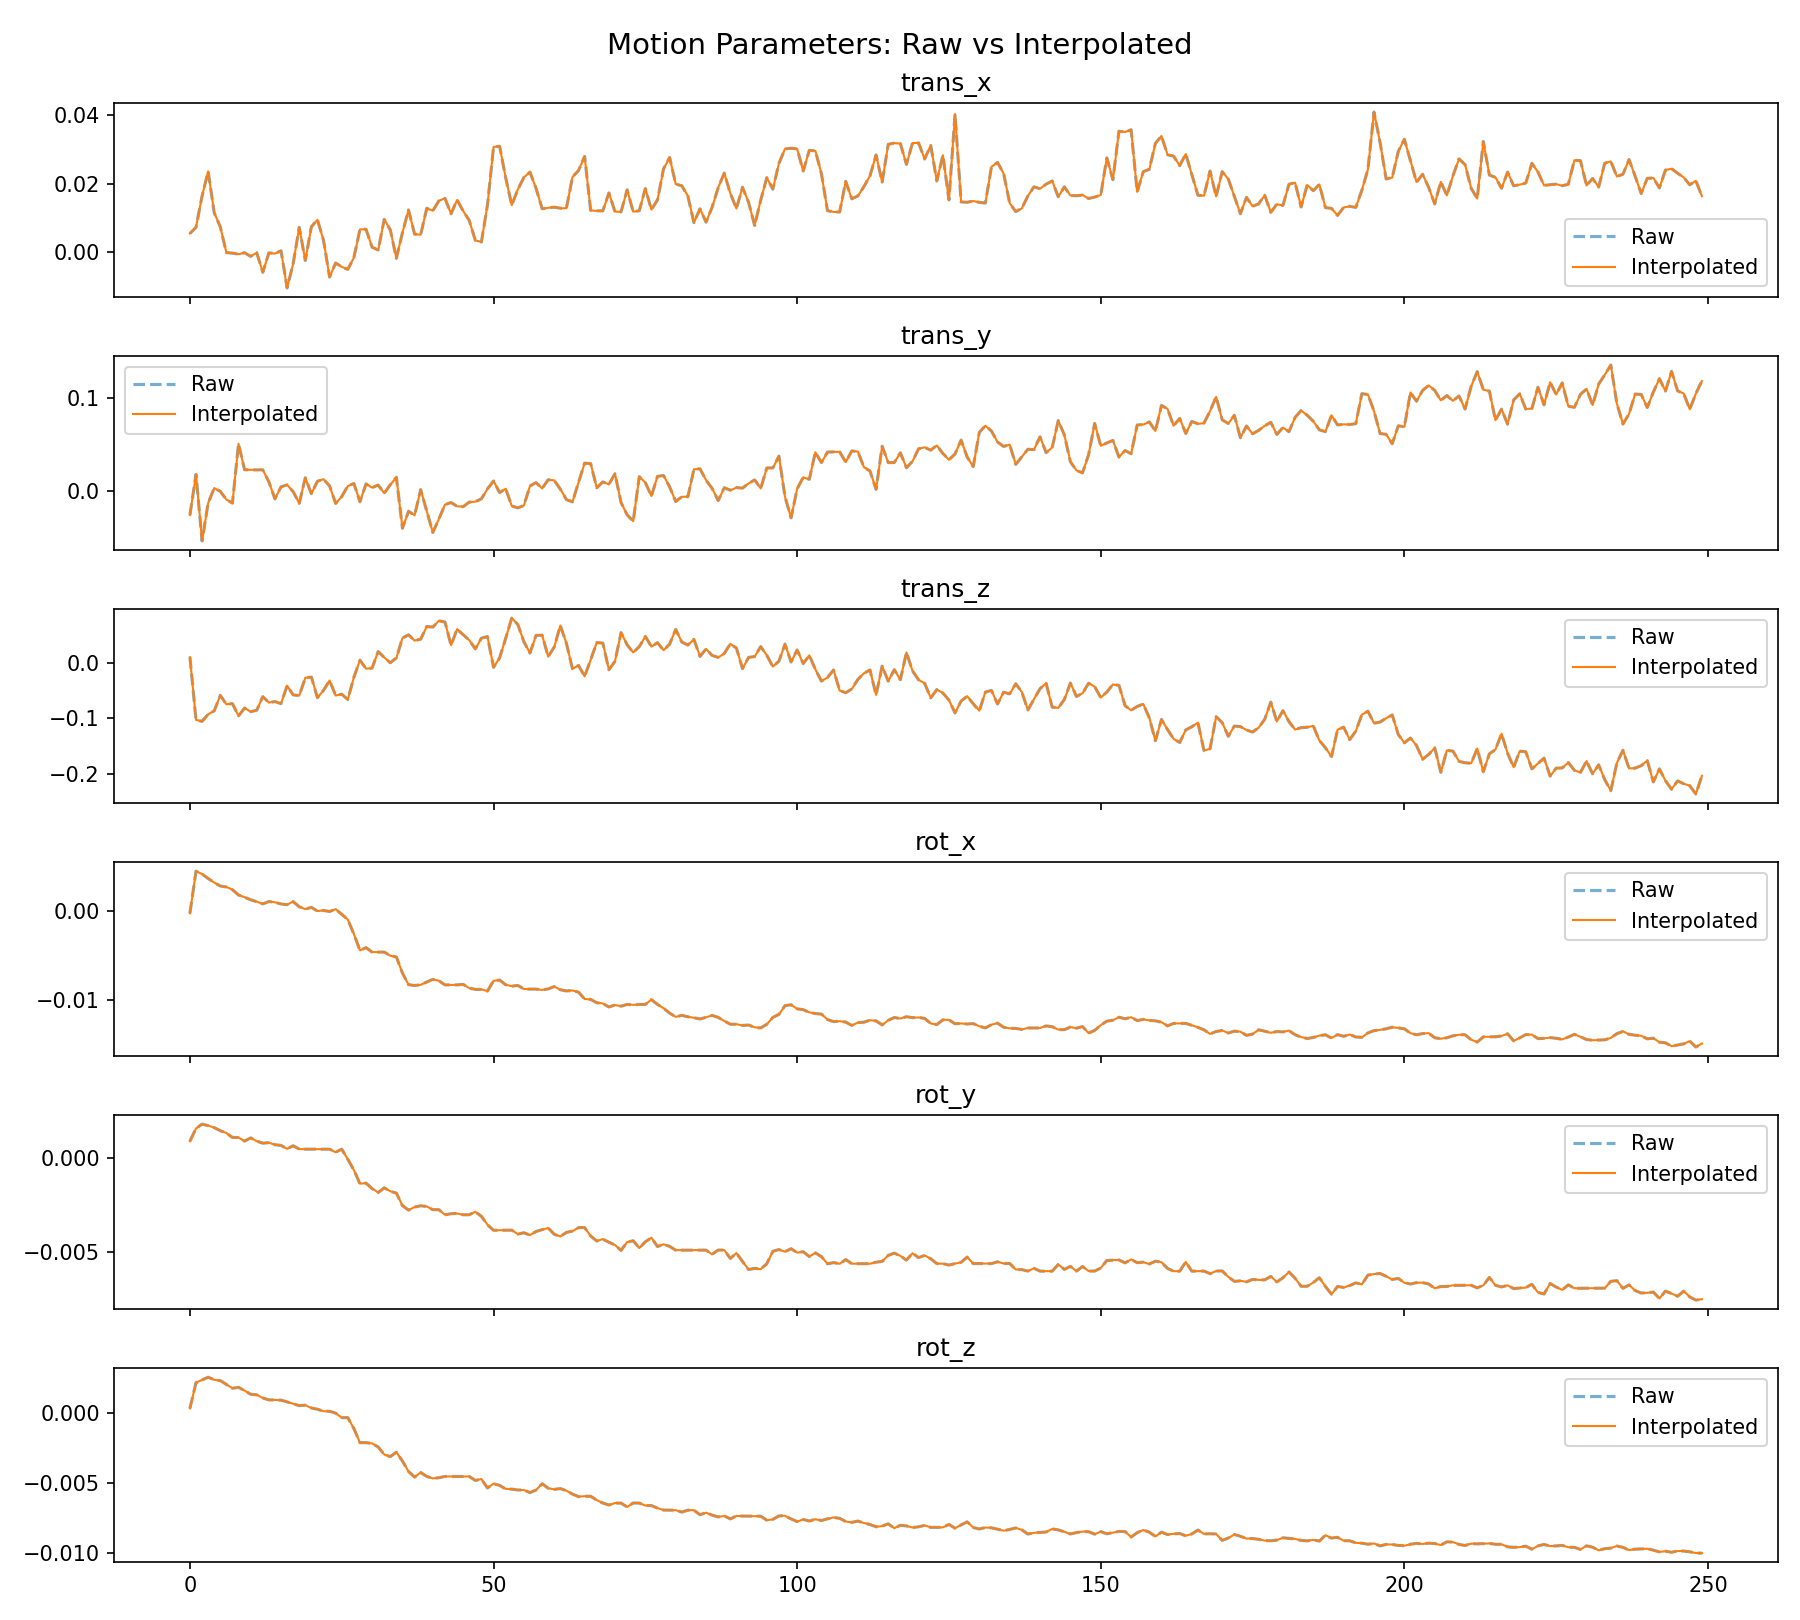 Motion Parameters: Raw vs Interpolated
trans_x
0.04
0.02
0.00
Raw
Interpolated
trans_y
0.1
0.0
Raw
Interpolated
trans_z
0.0
−0.1
−0.2
Raw
Interpolated
rot_x
0.00
−0.01
Raw
Interpolated
rot_y
0.000
−0.005
Raw
Interpolated
rot_z
0.000
−0.005
−0.010
Raw
Interpolated
0 50 100 150 200 250